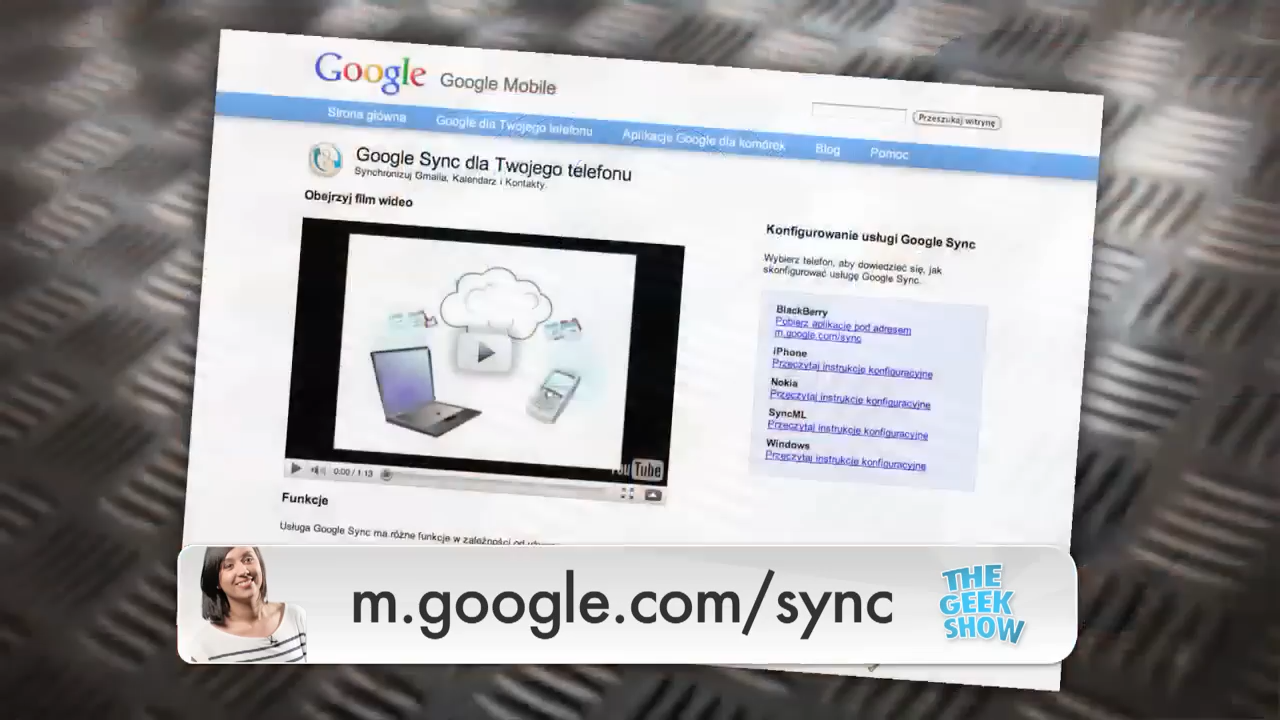 Google Google Mobile
Przeszukaj witrynę
Strona główna Google dla Twojego telefonu Aplikacje Google dla komórek Blog Pomoc
Google Sync dla Twojego telefonu
Synchronizuj Gmaila, Kalendarz i Kontakty.
Obejrzyj film wideo
Konfigurowanie usługi Google Sync
Wybierz telefon, aby dowiedzieć się, jak
skonfigurować usługę Google Sync.
BlackBerry
Pobierz aplikację pod adresem
m.google.com/sync
iPhone
Przeczytaj instrukcje konfiguracyjne
Nokia
Przeczytaj instrukcje konfiguracyjne
SyncML
Przeczytaj instrukcje konfiguracyjne
Windows
Przeczytaj instrukcje konfiguracyjne
0:00 / 1:13
You Tube
Funkcje
Usługa Google Sync ma różne funkcje w zależności od
m.google.com/sync
THE
GEEK
SHOW